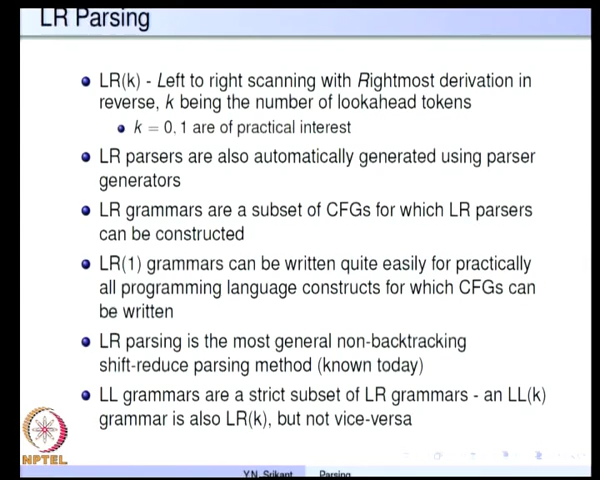 LR Parsing
LR(k) - Left to right scanning with Rightmost derivation in
reverse, k being the number of lookahead tokens
k = 0, 1 are of practical interest
LR parsers are also automatically generated using parser
generators
LR grammars are a subset of CFGs for which LR parsers
can be constructed
LR(1) grammars can be written quite easily for practically
all programming language constructs for which CFGs can
be written
LR parsing is the most general non-backtracking
shift-reduce parsing method (known today)
LL grammars are a strict subset of LR grammars - an LL(k)
grammar is also LR(k), but not vice-versa
NPTEL
Y.N. Srikant Parsing